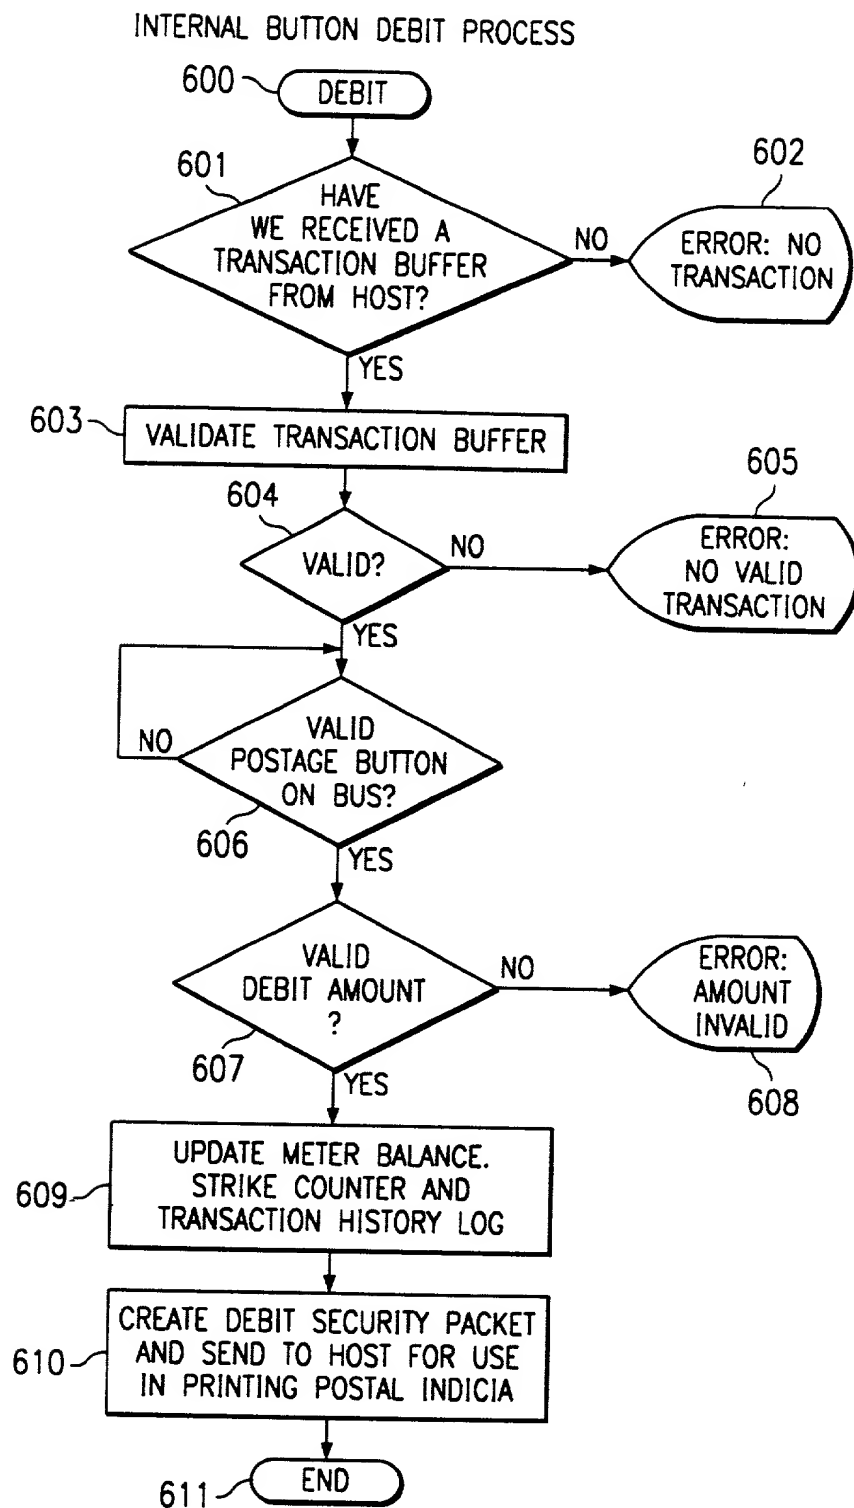 INTERNAL BUTTON DEBIT PROCESS
600
DEBIT
601
HAVE
WE RECEIVED A
TRANSACTION BUFFER
FROM HOST?
NO
602
ERROR: NO
TRANSACTION
YES
603
VALIDATE TRANSACTION BUFFER
604
VALID?
NO
605
ERROR:
NO VALID
TRANSACTION
YES
NO
VALID
POSTAGE BUTTON
ON BUS?
606
YES
VALID
DEBIT AMOUNT
?
607
NO
ERROR:
AMOUNT
INVALID
608
YES
609
UPDATE METER BALANCE.
STRIKE COUNTER AND
TRANSACTION HISTORY LOG
610
CREATE DEBIT SECURITY PACKET
AND SEND TO HOST FOR USE
IN PRINTING POSTAL INDICIA
611
END